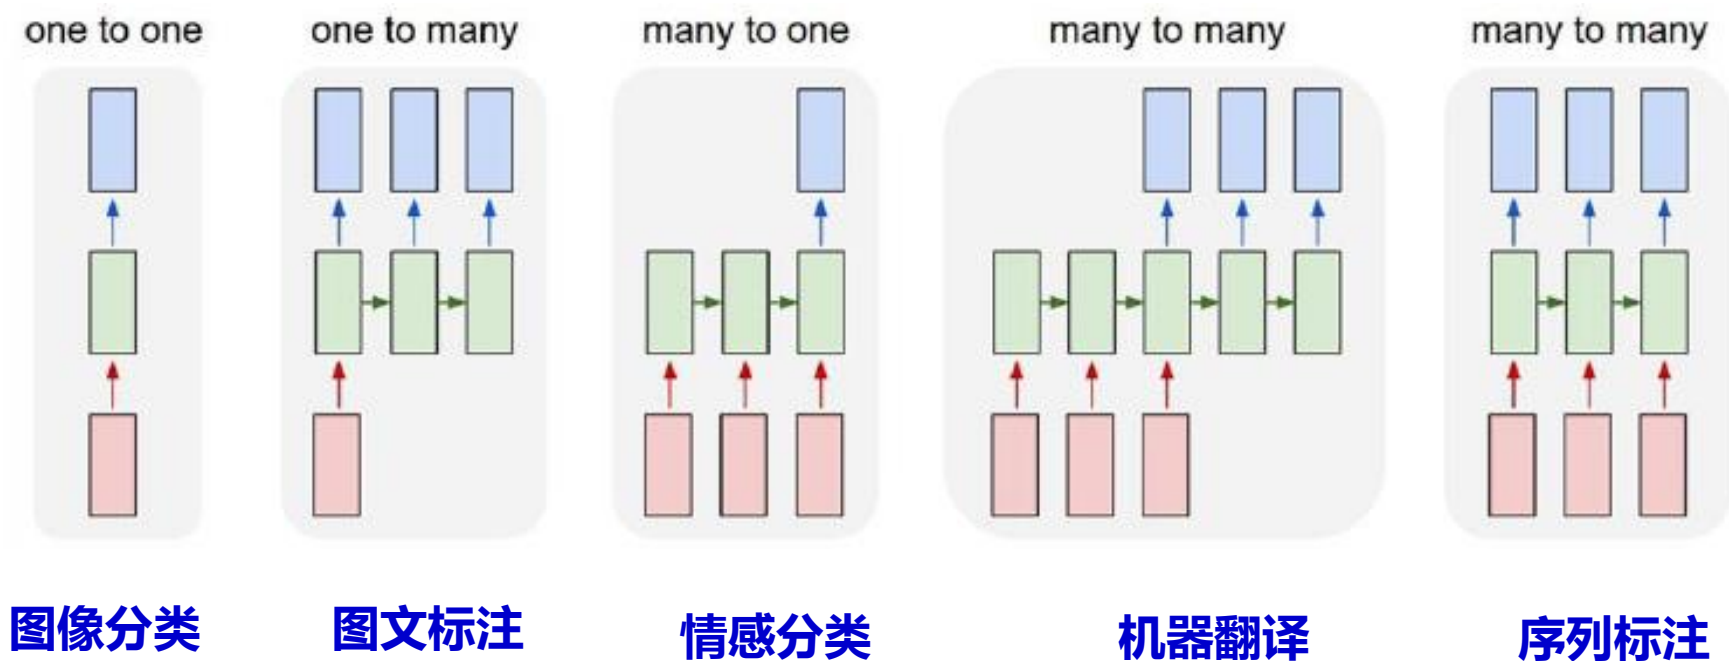 one to one
one to many
many to one
many to many
many to many
图像分类
图文标注
情感分类
机器翻译
序列标注